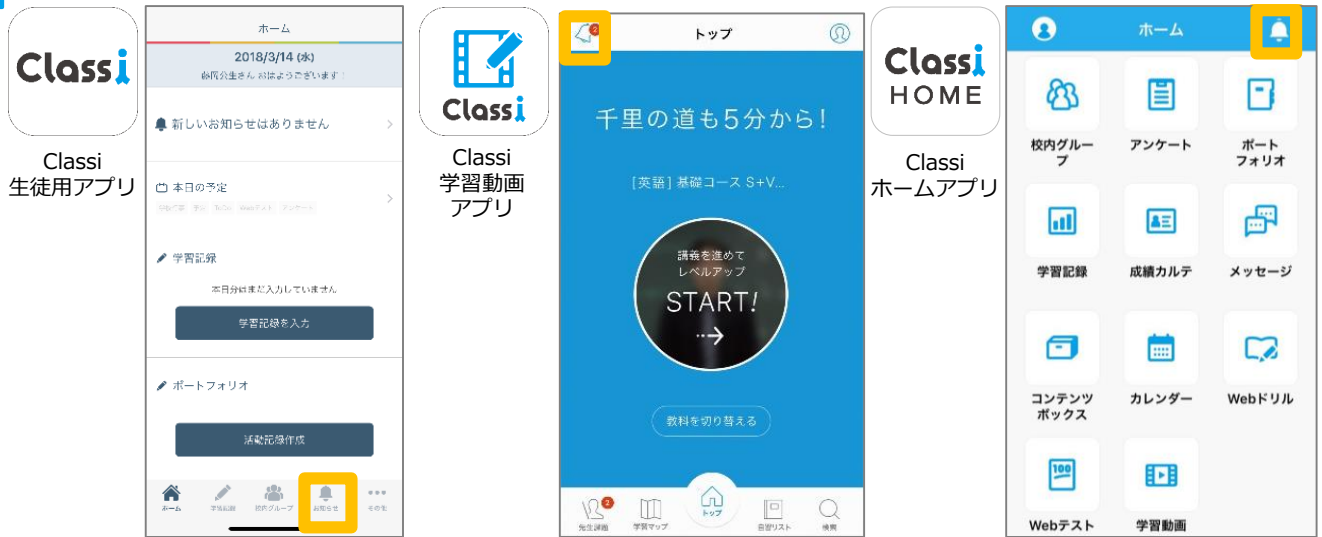 Classi
Classi
生徒用アプリ
ホーム
2018/3/14 (水)
藤岡公生さん おはようございます！
新しいお知らせはありません
本日の予定
学習記録
本日分はまだ入力していません
学習記録を入力
ポートフォリオ
活動記録作成
ホーム
学習記録
校内グループ
お知らせ
その他
Classi
Classi
学習動画
アプリ
2
トップ
千里の道も5分から!
[英語] 基礎コース S+V...
講義を進めて
レベルアップ
START!
教科を切り替える
2
先生課題
学習マップ
トップ
自習リスト
検索
Classi
HOME
Classi
ホームアプリ
ホーム
校内グルー
プ
アンケート
ポート
フォリオ
学習記録
成績カルテ
メッセージ
コンテンツ
ボックス
カレンダー
Webドリル
100
Webテスト
学習動画